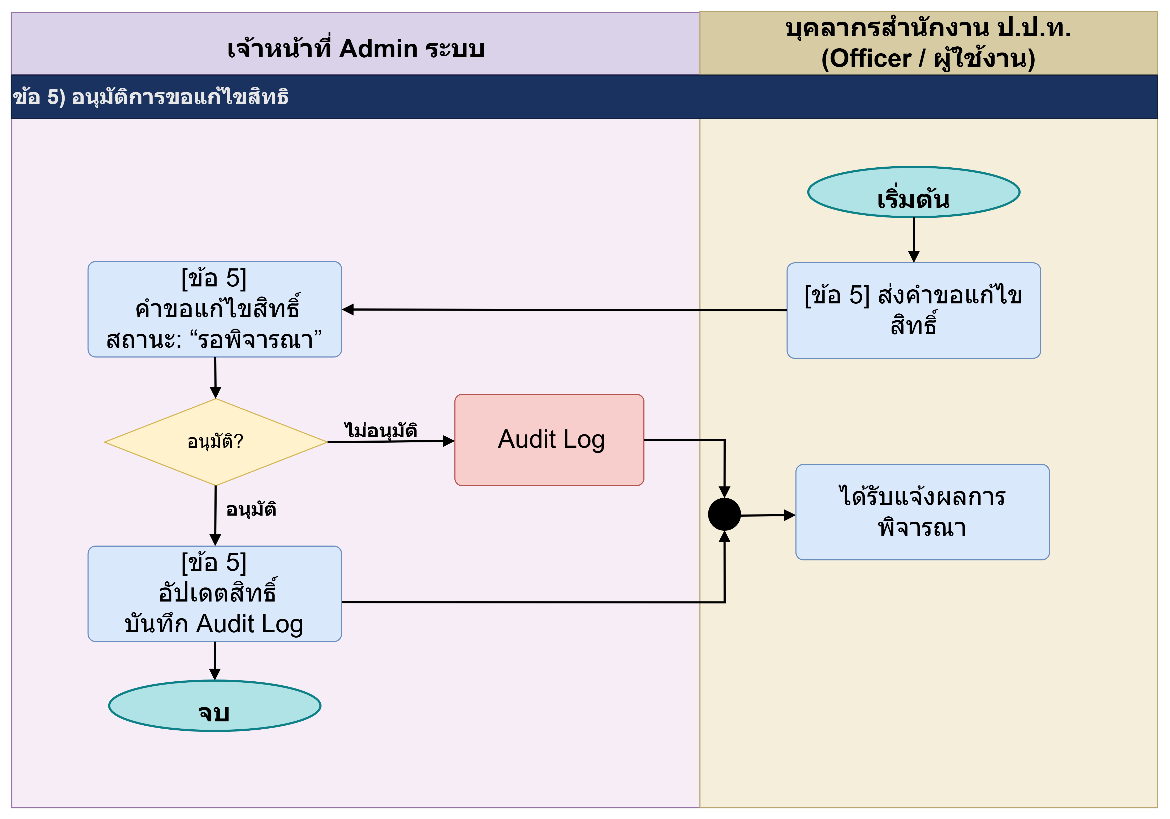 เจ้าหน้าที่ Admin ระบบ
บุคลากรสำนักงาน ป.ป.ท.
(Officer / ผู้ใช้งาน)
ข้อ 5) อนุมัติการขอแก้ไขสิทธิ
เริ่มต้น
[ข้อ 5]
คำขอแก้ไขสิทธิ์
สถานะ: “รอพิจารณา”
[ข้อ 5] ส่งคำขอแก้ไข
สิทธิ์
อนุมัติ?
ไม่อนุมัติ
Audit Log
อนุมัติ
ได้รับแจ้งผลการ
พิจารณา
[ข้อ 5]
อัปเดตสิทธิ์
บันทึก Audit Log
จบ